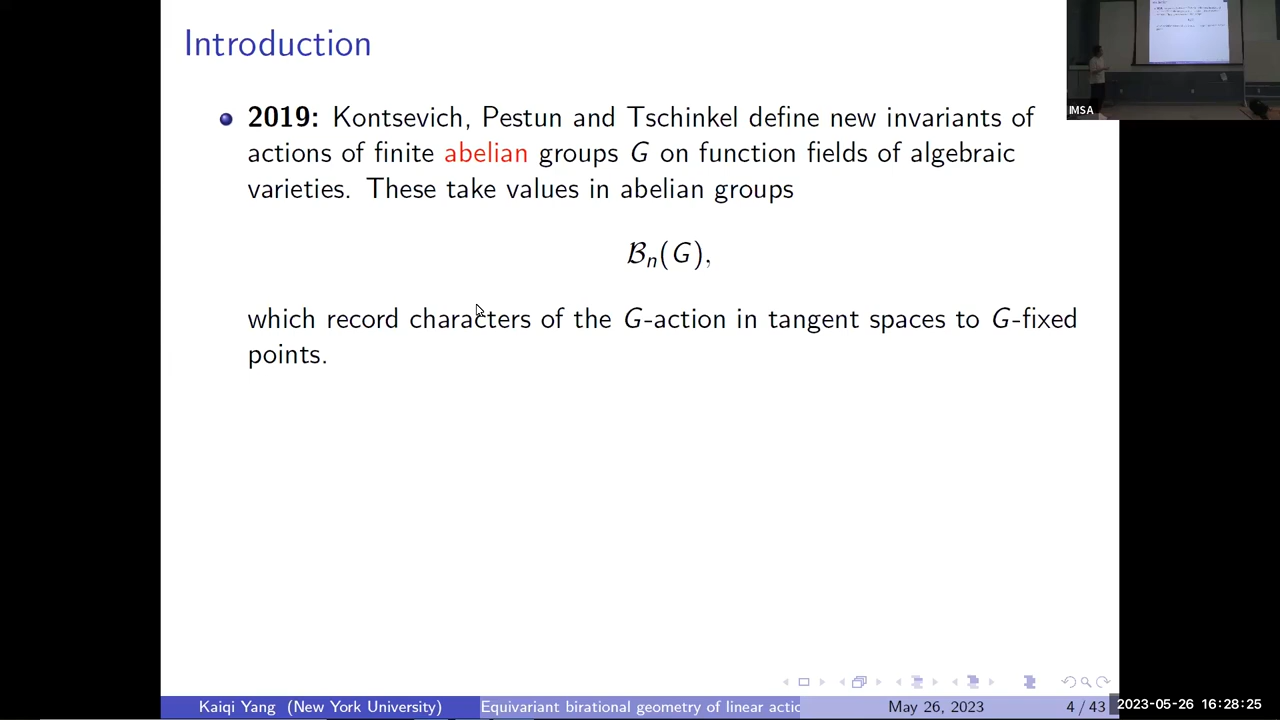 Introduction
2019: Kontsevich, Pestun and Tschinkel define new invariants of
actions of finite abelian groups G on function fields of algebraic
varieties. These take values in abelian groups
𝓑ₙ(G),
which record characters of the G-action in tangent spaces to G-fixed
points.
IMSA
Kaiqi Yang (New York University)
Equivariant birational geometry of linear actio
May 26, 2023
4 / 43
2023-05-26 16:28:25